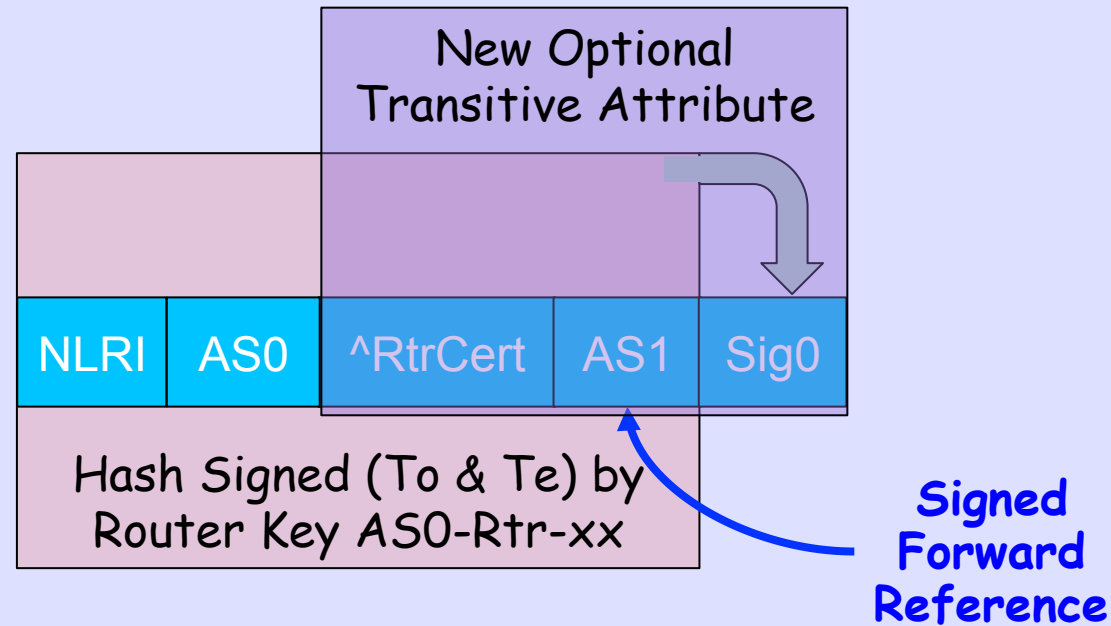 New Optional
Transitive Attribute
NLRI AS0 ^RtrCert AS1 Sig0
Hash Signed (To & Te) by
Router Key AS0-Rtr-xx
Signed
Forward
Reference